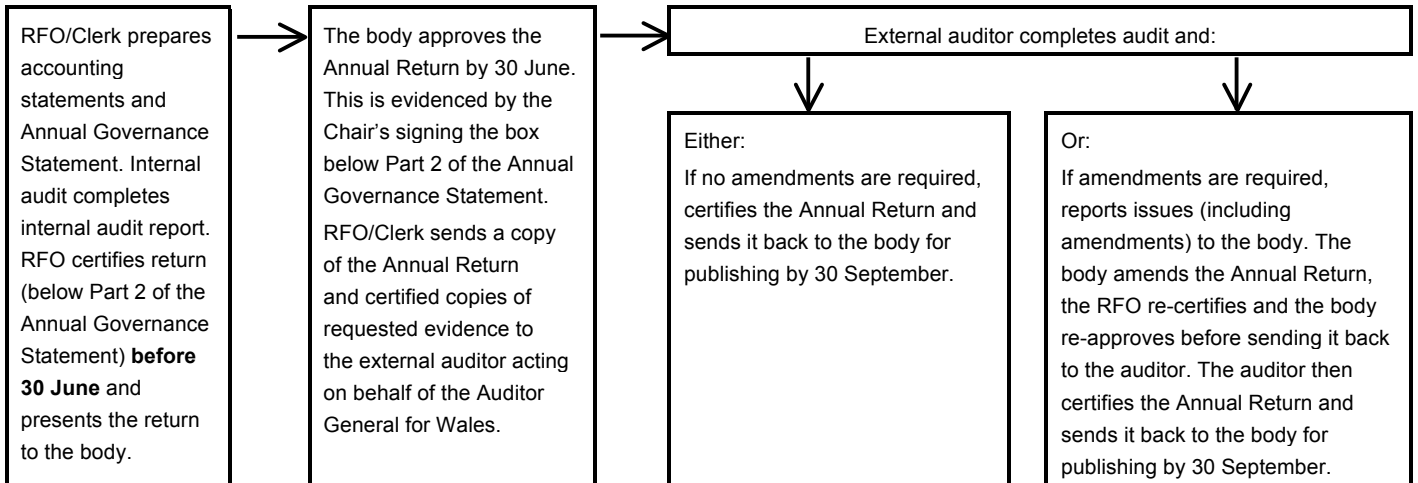 RFO/Clerk prepares
accounting
statements and
Annual Governance
Statement. Internal
audit completes
internal audit report.
RFO certifies return
(below Part 2 of the
Annual Governance
Statement) before
30 June and
presents the return
to the body.
The body approves the
Annual Return by 30 June.
This is evidenced by the
Chair’s signing the box
below Part 2 of the Annual
Governance Statement.
RFO/Clerk sends a copy
of the Annual Return
and certified copies of
requested evidence to
the external auditor acting
on behalf of the Auditor
General for Wales.
External auditor completes audit and:
Either:
If no amendments are required,
certifies the Annual Return and
sends it back to the body for
publishing by 30 September.
Or:
If amendments are required,
reports issues (including
amendments) to the body. The
body amends the Annual Return,
the RFO re-certifies and the body
re-approves before sending it back
to the auditor. The auditor then
certifies the Annual Return and
sends it back to the body for
publishing by 30 September.